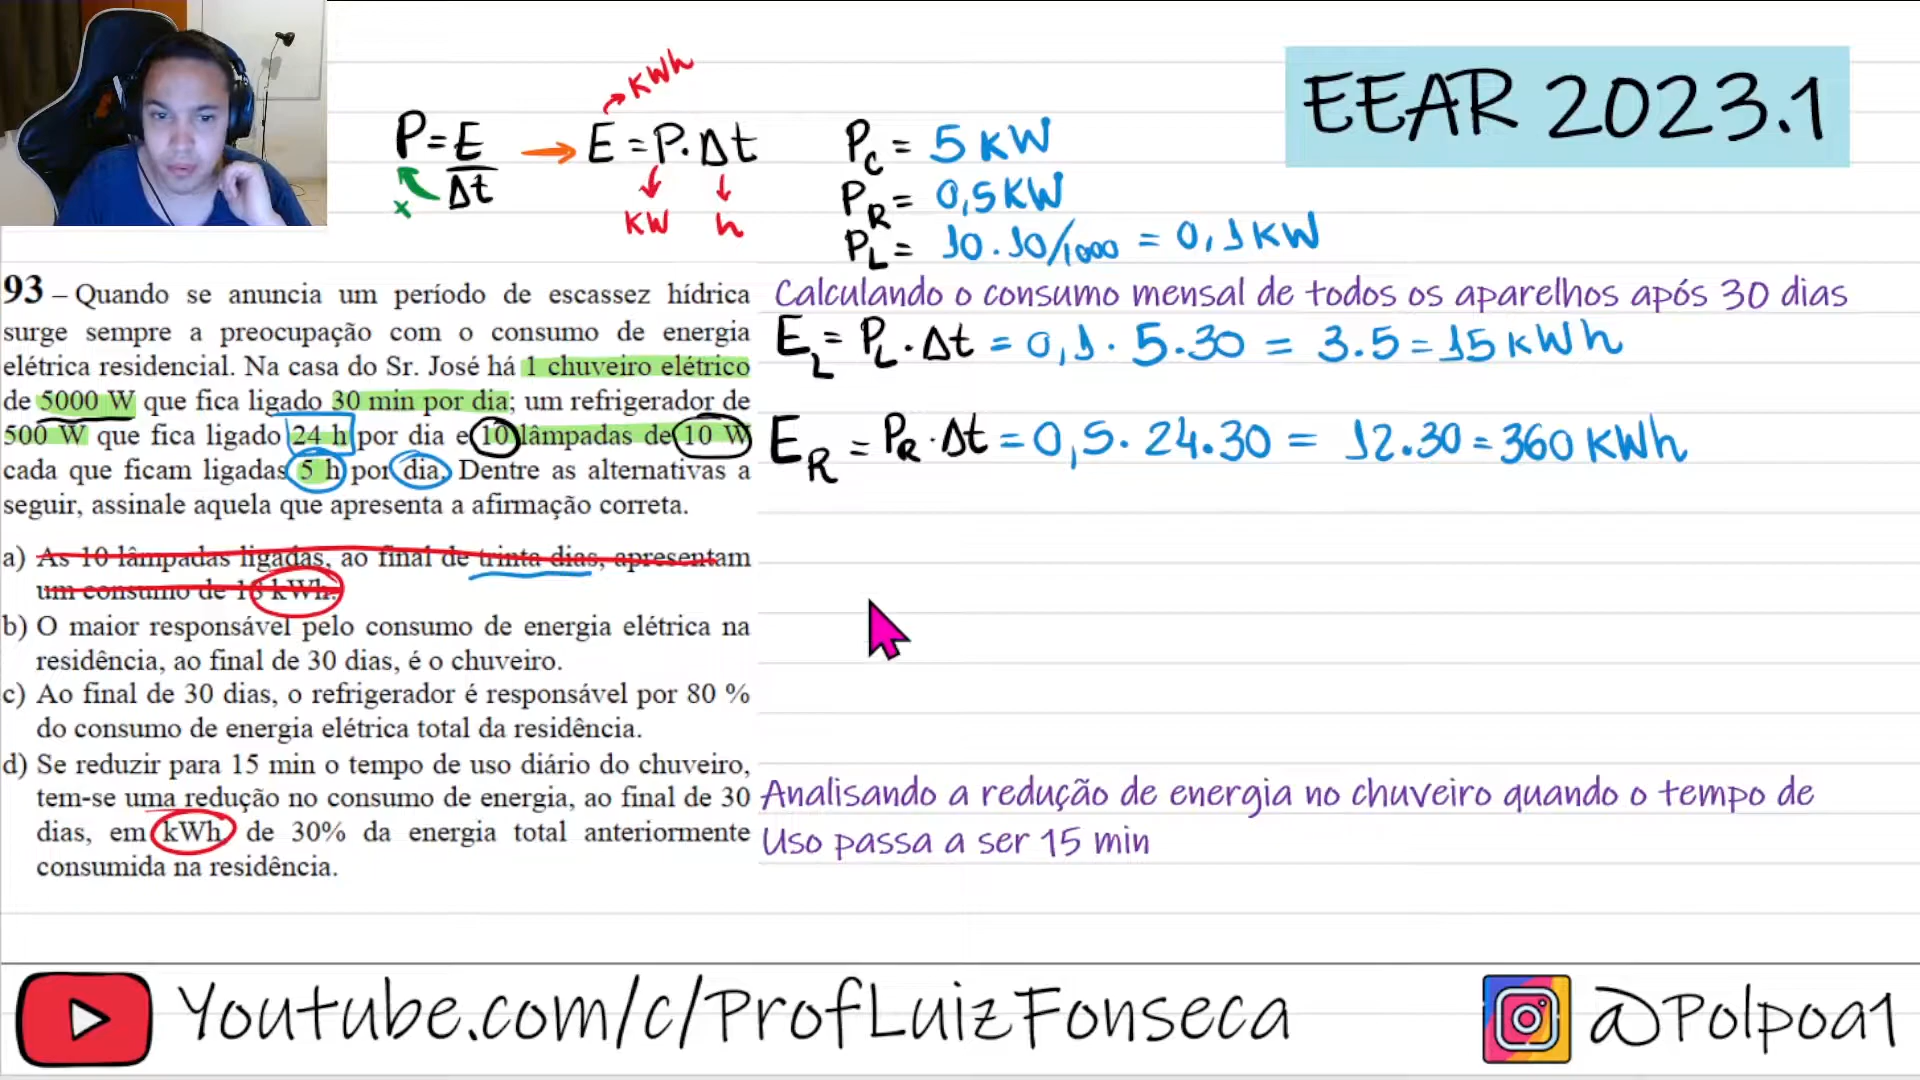 KWh
P = E/Δt → E = P. Δt
x
KW h
P_C = 5 KW
P_R = 0,5 KW
P_L = 10.10/1000 = 0,1 KW
EEAR 2023.1
93 – Quando se anuncia um período de escassez hídrica
surge sempre a preocupação com o consumo de energia
elétrica residencial. Na casa do Sr. José há 1 chuveiro elétrico
de 5000 W que fica ligado 30 min por dia; um refrigerador de
500 W que fica ligado 24 h por dia e 10 lâmpadas de 10 W
cada que ficam ligadas 5 h por dia. Dentre as alternativas a
seguir, assinale aquela que apresenta a afirmação correta.
a) As 10 lâmpadas ligadas, ao final de trinta dias, apresentam
um consumo de 18 kWh.
b) O maior responsável pelo consumo de energia elétrica na
residência, ao final de 30 dias, é o chuveiro.
c) Ao final de 30 dias, o refrigerador é responsável por 80 %
do consumo de energia elétrica total da residência.
d) Se reduzir para 15 min o tempo de uso diário do chuveiro,
tem-se uma redução no consumo de energia, ao final de 30
dias, em kWh, de 30% da energia total anteriormente
consumida na residência.
Calculando o consumo mensal de todos os aparelhos após 30 dias
E_L = P_L . Δt = 0,1 . 5.30 = 3.5 = 15 KWh
E_R = P_R . Δt = 0,5. 24.30 = 12.30 = 360 KWh
Analisando a redução de energia no chuveiro quando o tempo de
Uso passa a ser 15 min
Youtube.com/c/ProfLuizFonseca
@Polpoa1